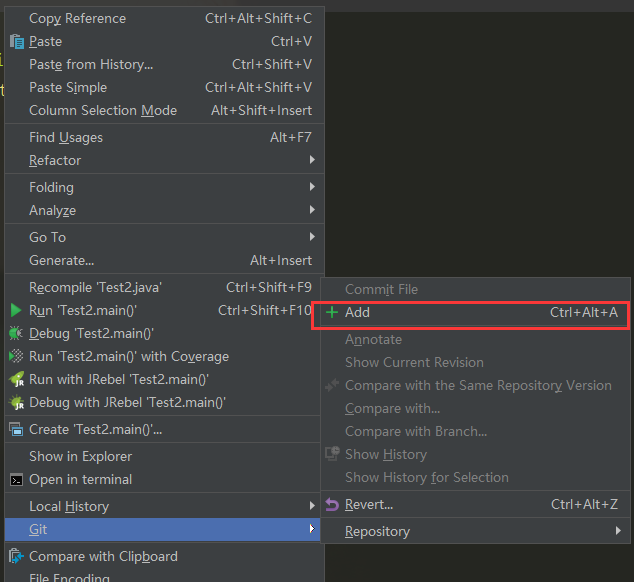 Copy Reference Ctrl+Alt+Shift+C
Paste Ctrl+V
Paste from History... Ctrl+Shift+V
Paste Simple Ctrl+Alt+Shift+V
Column Selection Mode Alt+Shift+Insert
Find Usages Alt+F7
Refactor
Folding
Analyze
Go To
Generate... Alt+Insert
Recompile 'Test2.java' Ctrl+Shift+F9
Run 'Test2.main()' Ctrl+Shift+F10
Debug 'Test2.main()'
Run 'Test2.main()' with Coverage
Run with JRebel 'Test2.main()'
Debug with JRebel 'Test2.main()'
Create 'Test2.main()'...
Show in Explorer
Open in terminal
Local History
Git
Compare with Clipboard
File Encoding
Commit File
Add Ctrl+Alt+A
Annotate
Show Current Revision
Compare with the Same Repository Version
Compare with...
Compare with Branch...
Show History
Show History for Selection
Revert... Ctrl+Alt+Z
Repository